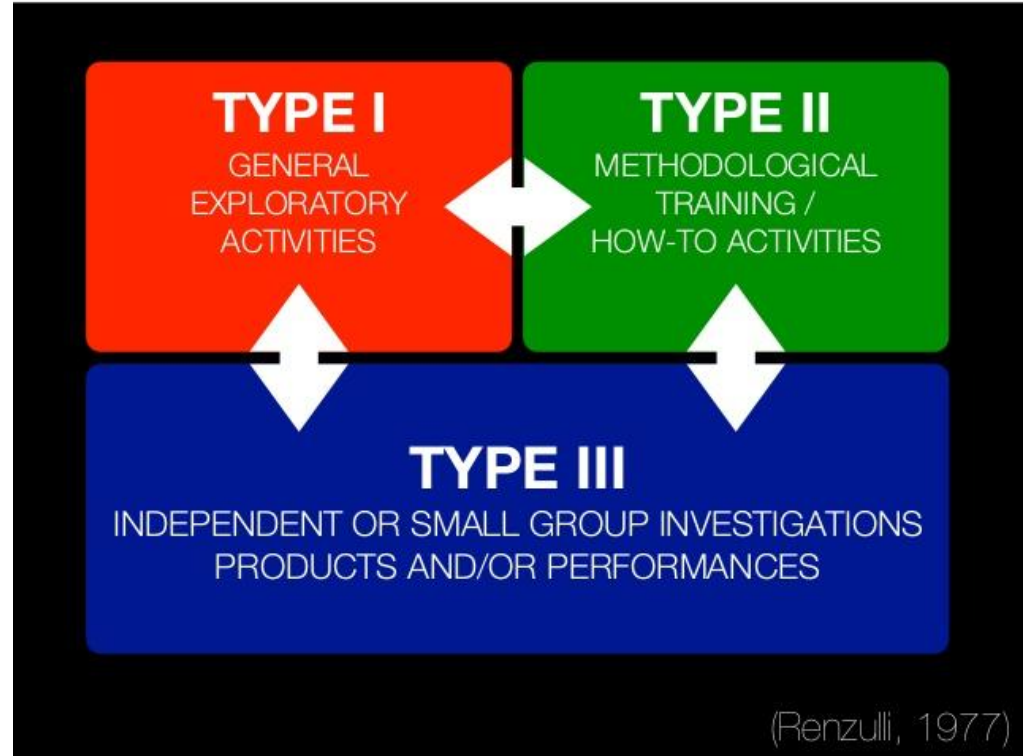 TYPE I
GENERAL
EXPLORATORY
ACTIVITIES
TYPE II
METHODOLOGICAL
TRAINING /
HOW-TO ACTIVITIES
TYPE III
INDEPENDENT OR SMALL GROUP INVESTIGATIONS
PRODUCTS AND/OR PERFORMANCES
(Renzulli, 1977)